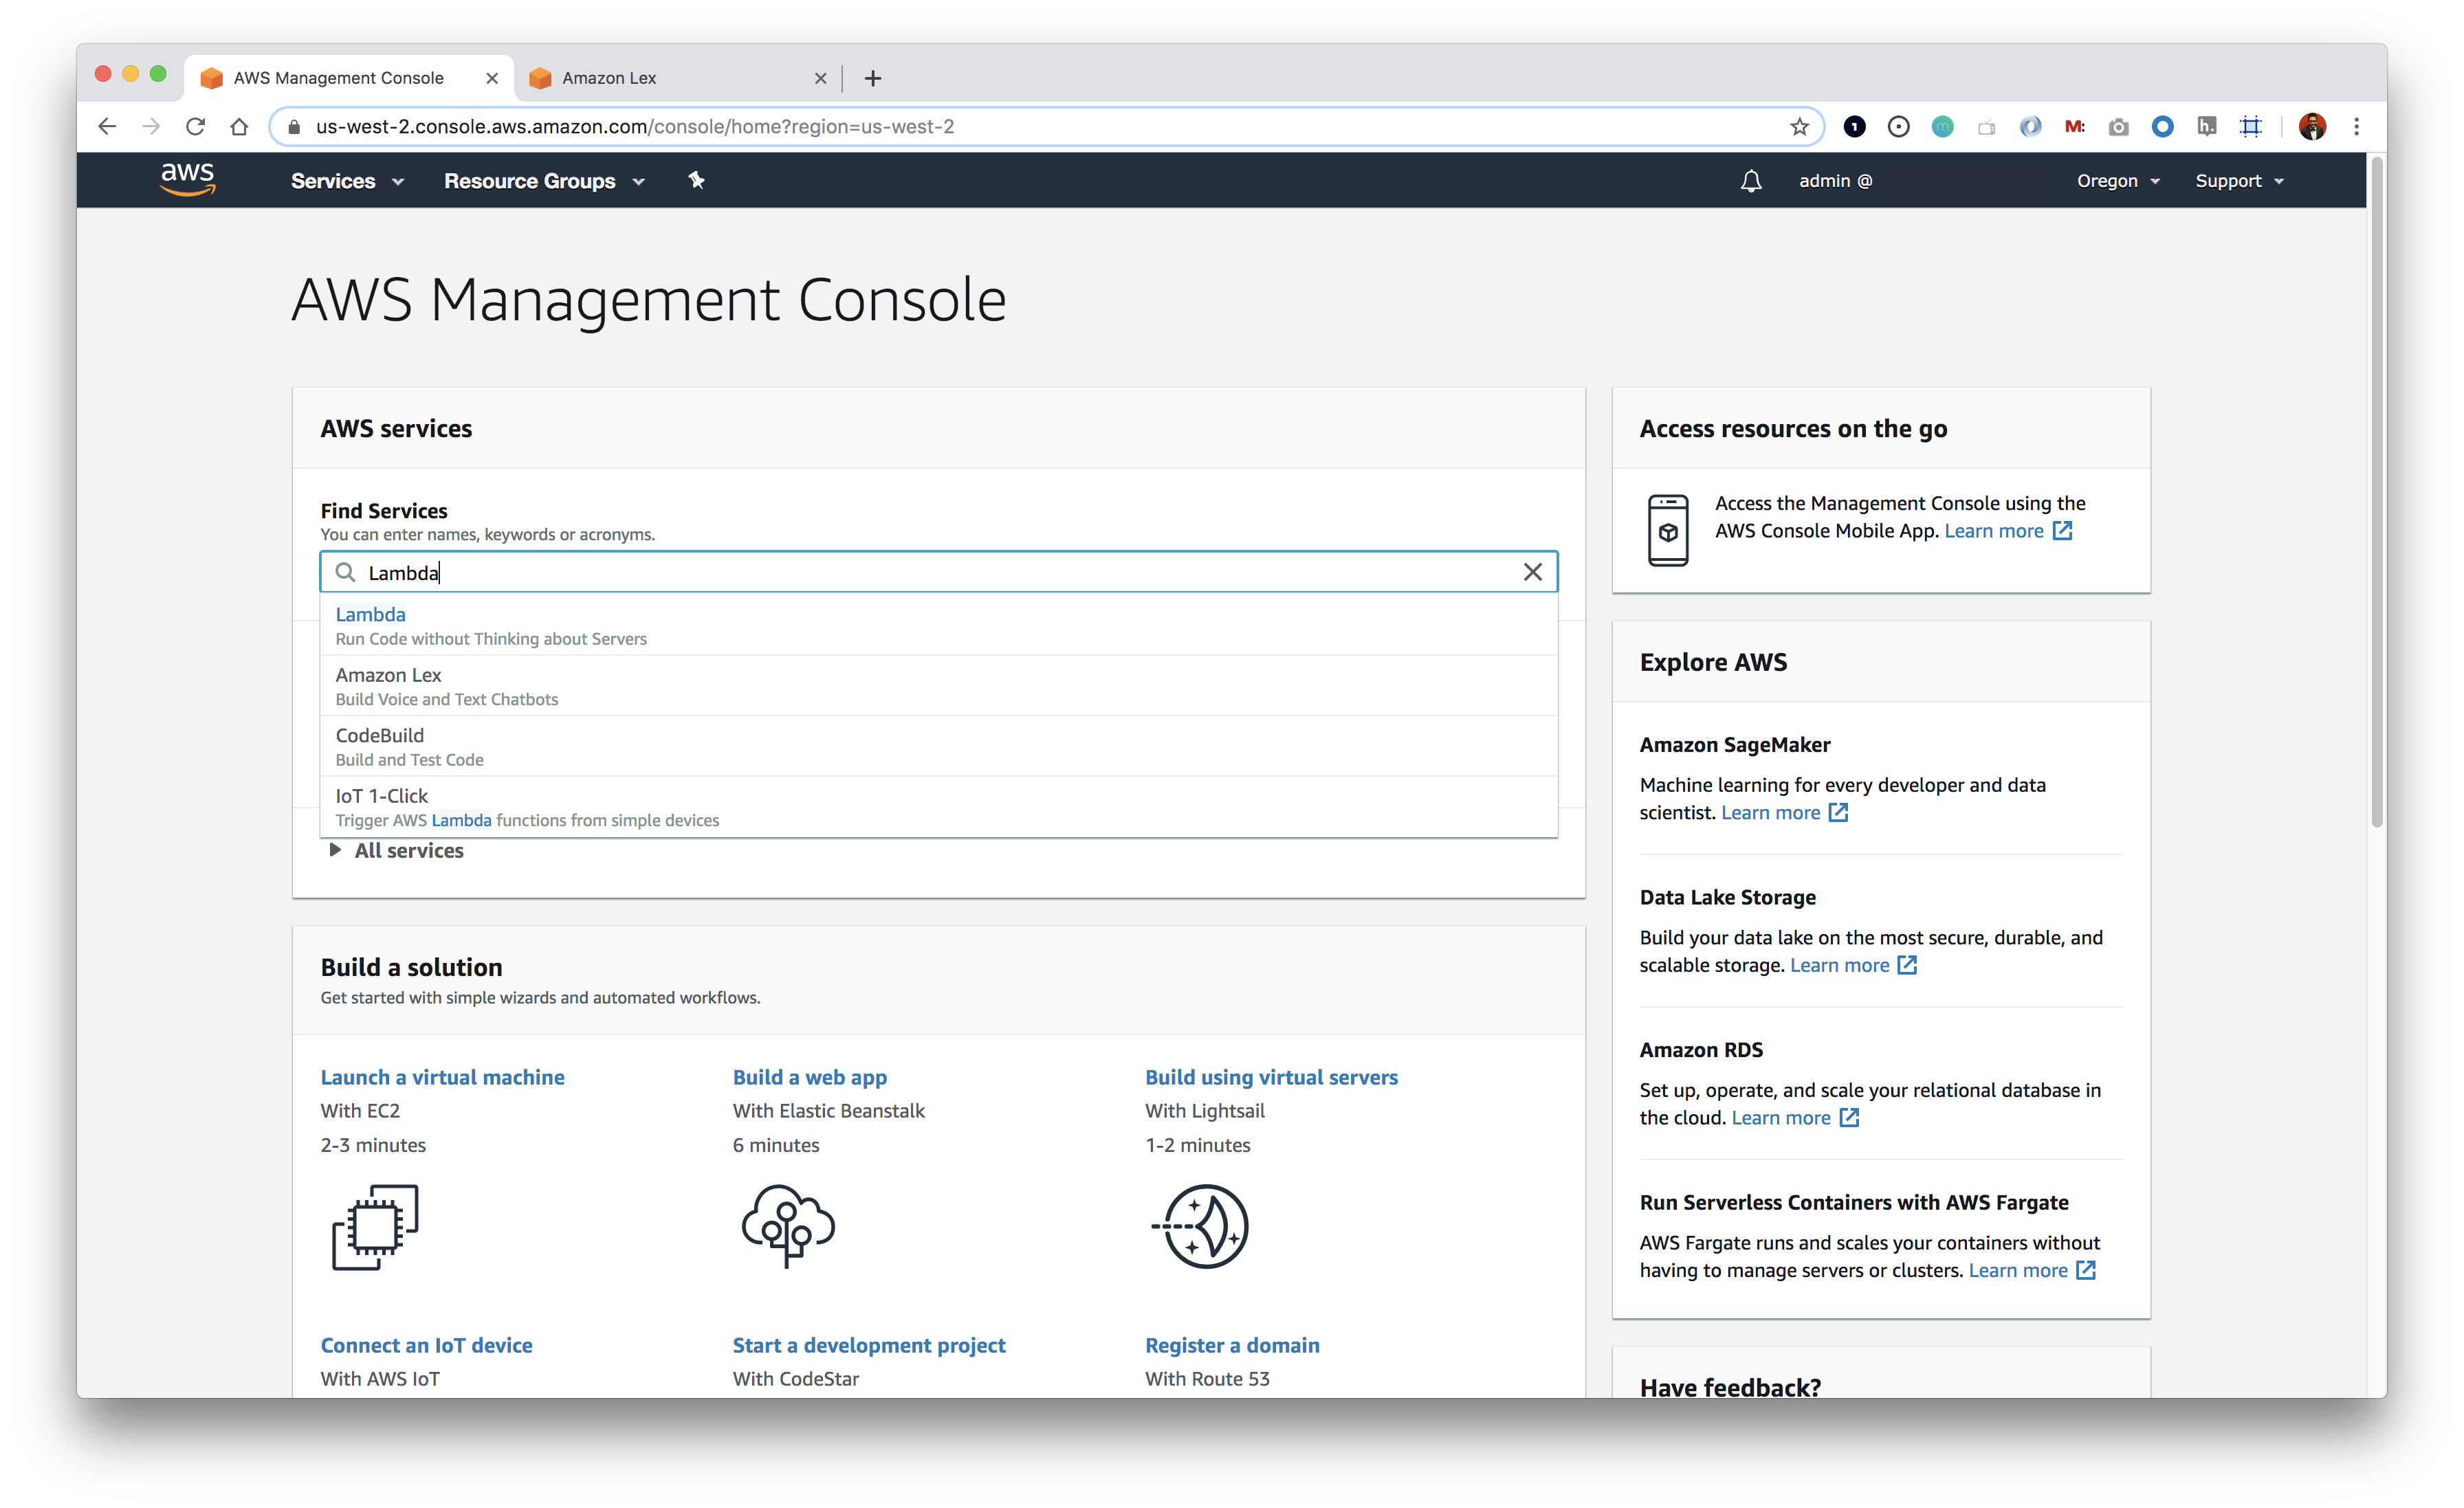 AWS Management Console
Amazon Lex
us-west-2.console.aws.amazon.com/console/home?region=us-west-2
1
m
M:
h.
aws
Services
Resource Groups
admin @
Oregon
Support
AWS Management Console
AWS services
Find Services
You can enter names, keywords or acronyms.
Lambda
Lambda
Run Code without Thinking about Servers
Amazon Lex
Build Voice and Text Chatbots
CodeBuild
Build and Test Code
IoT 1-Click
Trigger AWS Lambda functions from simple devices
All services
Build a solution
Get started with simple wizards and automated workflows.
Launch a virtual machine
With EC2
2-3 minutes
Build a web app
With Elastic Beanstalk
6 minutes
Build using virtual servers
With Lightsail
1-2 minutes
Connect an IoT device
With AWS IoT
Start a development project
With CodeStar
Register a domain
With Route 53
Access resources on the go
Access the Management Console using the
AWS Console Mobile App. Learn more
Explore AWS
Amazon SageMaker
Machine learning for every developer and data
scientist. Learn more
Data Lake Storage
Build your data lake on the most secure, durable, and
scalable storage. Learn more
Amazon RDS
Set up, operate, and scale your relational database in
the cloud. Learn more
Run Serverless Containers with AWS Fargate
AWS Fargate runs and scales your containers without
having to manage servers or clusters. Learn more
Have feedback?